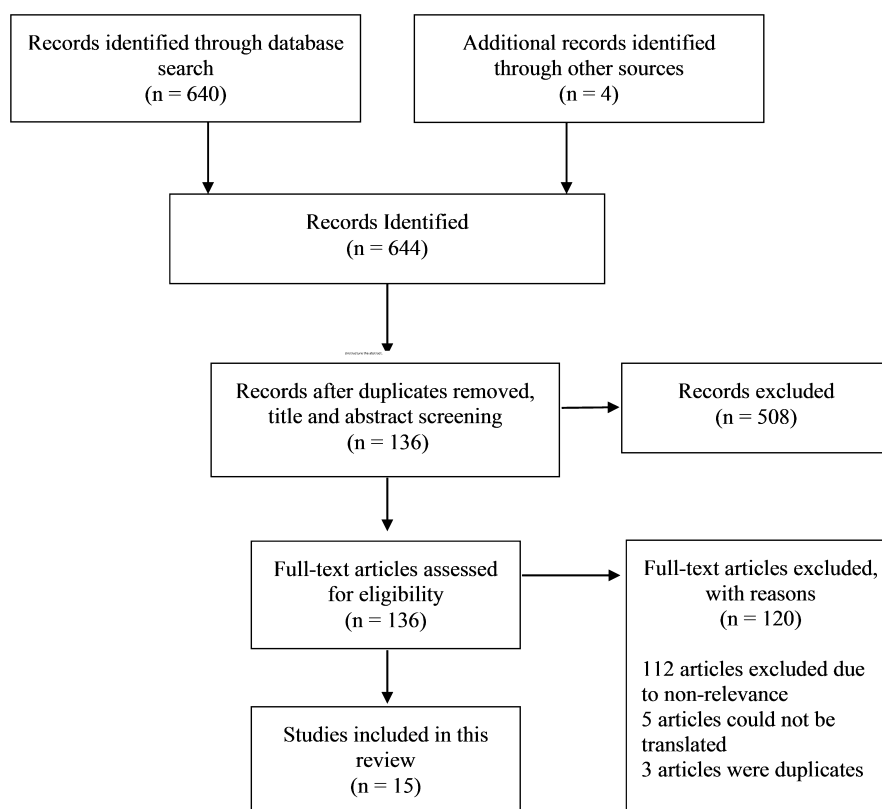 Records identified through database
search
(n = 640)
Additional records identified
through other sources
(n = 4)
Records Identified
(n = 644)
Records after duplicates removed,
title and abstract screening
(n = 136)
Records excluded
(n = 508)
Full-text articles assessed
for eligibility
(n = 136)
Full-text articles excluded,
with reasons
(n = 120)
112 articles excluded due
to non-relevance
5 articles could not be
translated
3 articles were duplicates
Studies included in this
review
(n = 15)